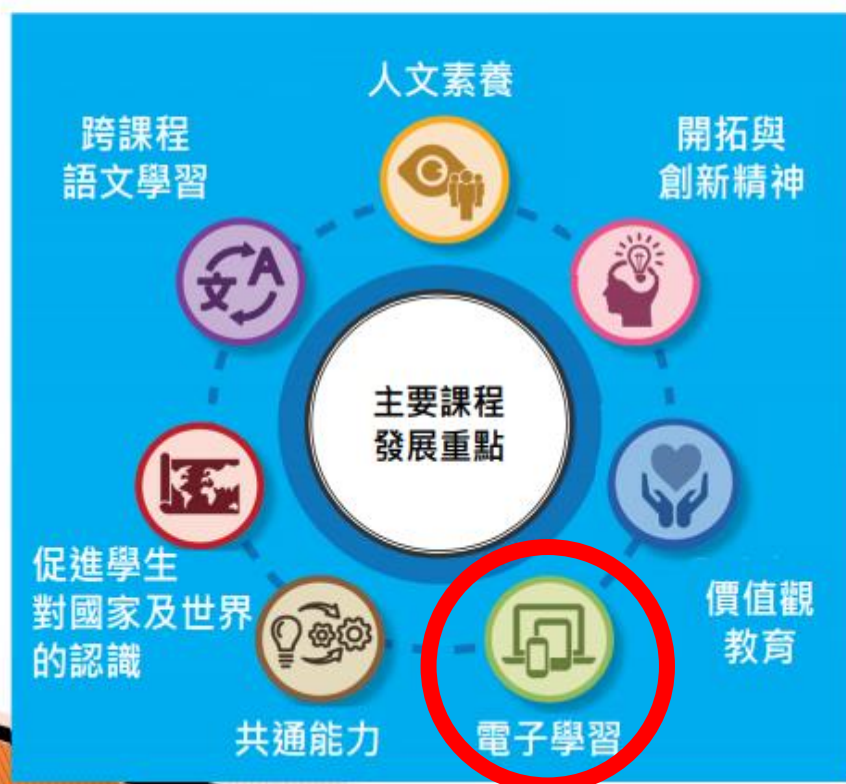 人文素養
跨課程
語文學習
開拓與
創新精神
文A
主要課程
發展重點
促進學生
對國家及世界
的認識
價值觀
教育
共通能力
電子學習